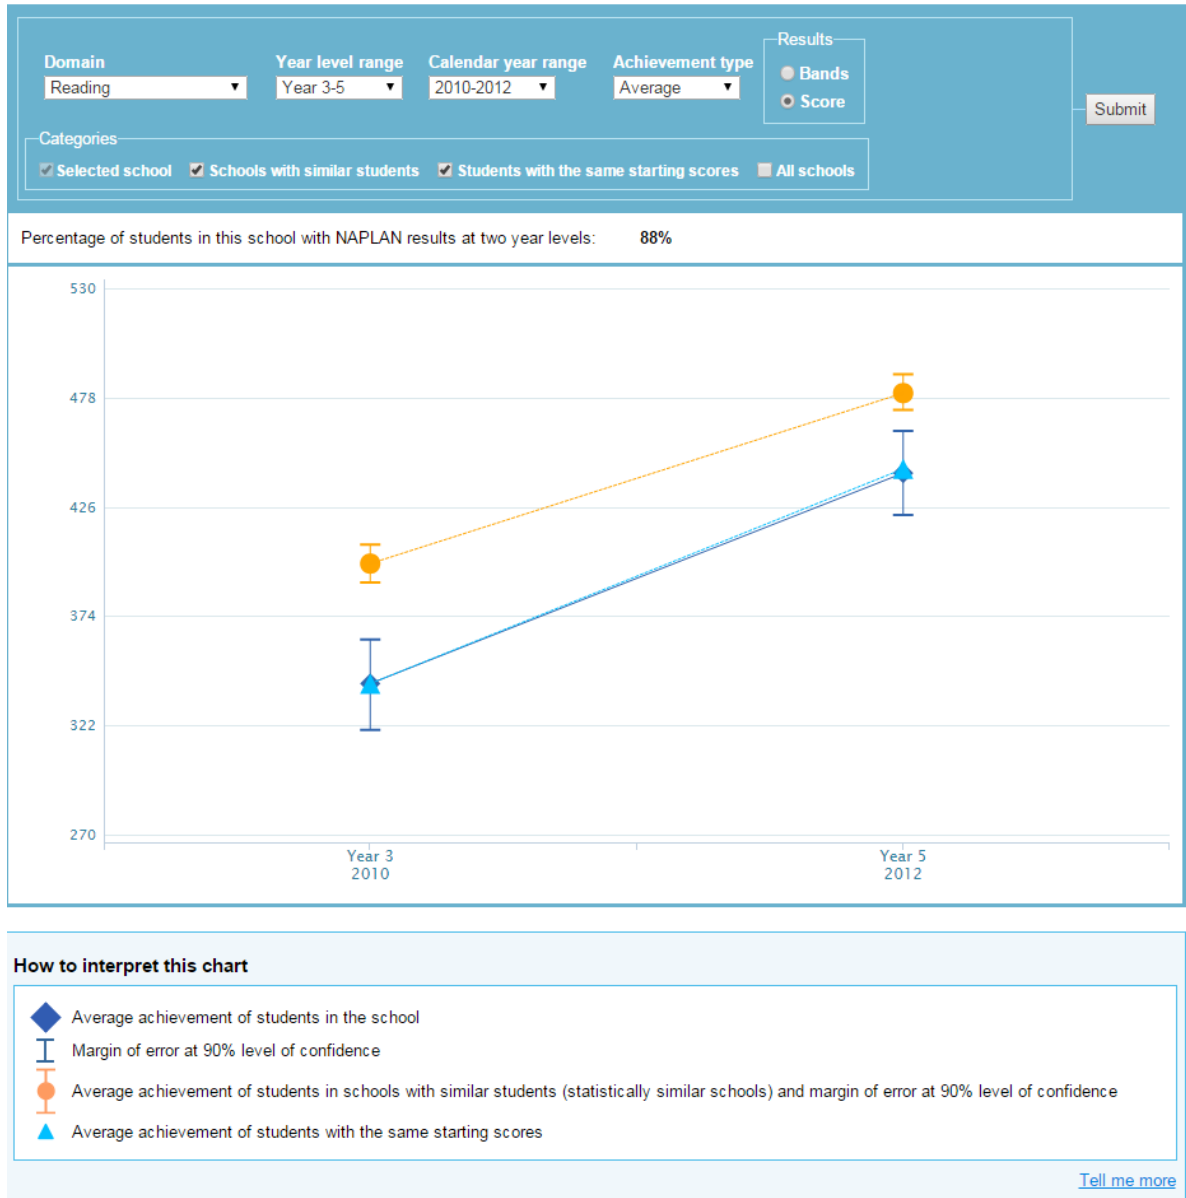 Domain
Reading
Year level range
Year 3-5
Calendar year range
2010-2012
Achievement type
Average
Results
Bands
Score
Submit
Categories
Selected school
Schools with similar students
Students with the same starting scores
All schools
Percentage of students in this school with NAPLAN results at two year levels: 88%
530
478
426
374
322
270
Year 3
2010
Year 5
2012
How to interpret this chart
Average achievement of students in the school
Margin of error at 90% level of confidence
Average achievement of students in schools with similar students (statistically similar schools) and margin of error at 90% level of confidence
Average achievement of students with the same starting scores
Tell me more